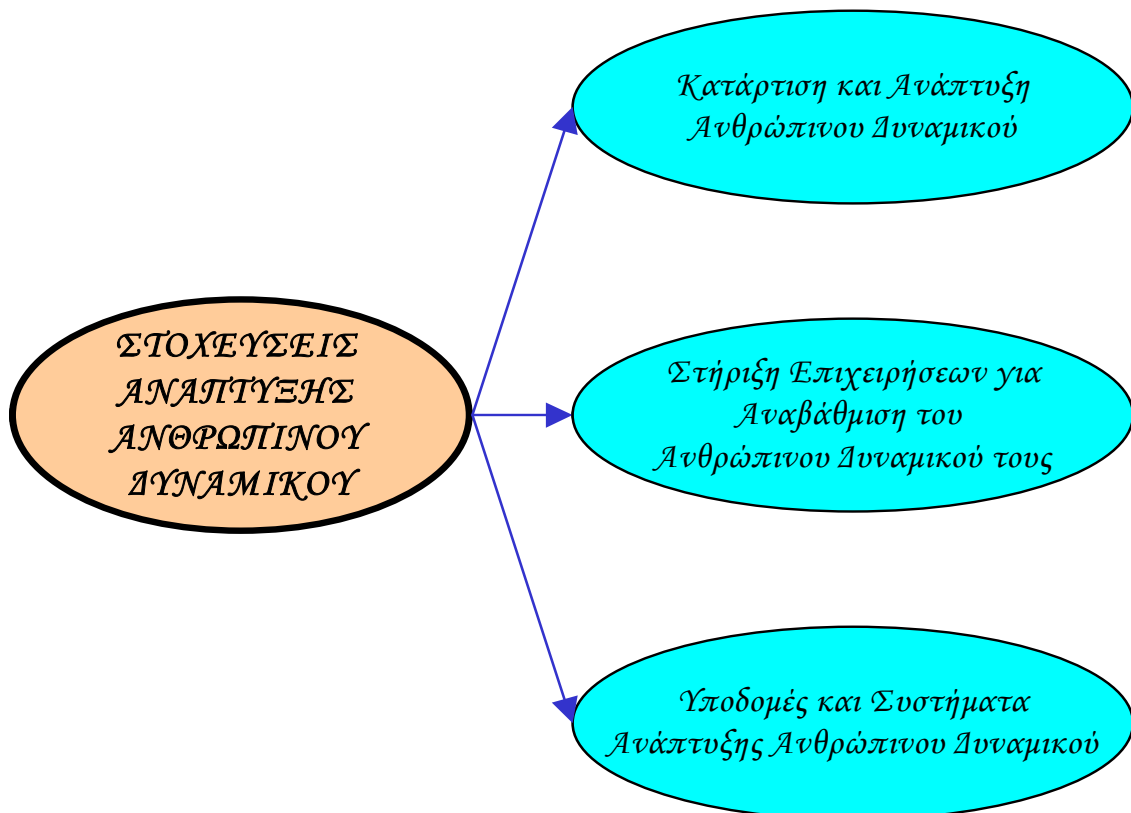 ΣΤΟΧΕΥΣΕΙΣ
ΑΝΑΠΤΥΞΗΣ
ΑΝΘΡΩΠΙΝΟΥ
ΔΥΝΑΜΙΚΟΥ
Κατάρτιση και Ανάπτυξη
Ανθρώπινου Δυναμικού
Στήριξη Επιχειρήσεων για
Αναβάθμιση του
Ανθρώπινου Δυναμικού τους
Υποδομές και Συστήματα
Ανάπτυξης Ανθρώπινου Δυναμικού